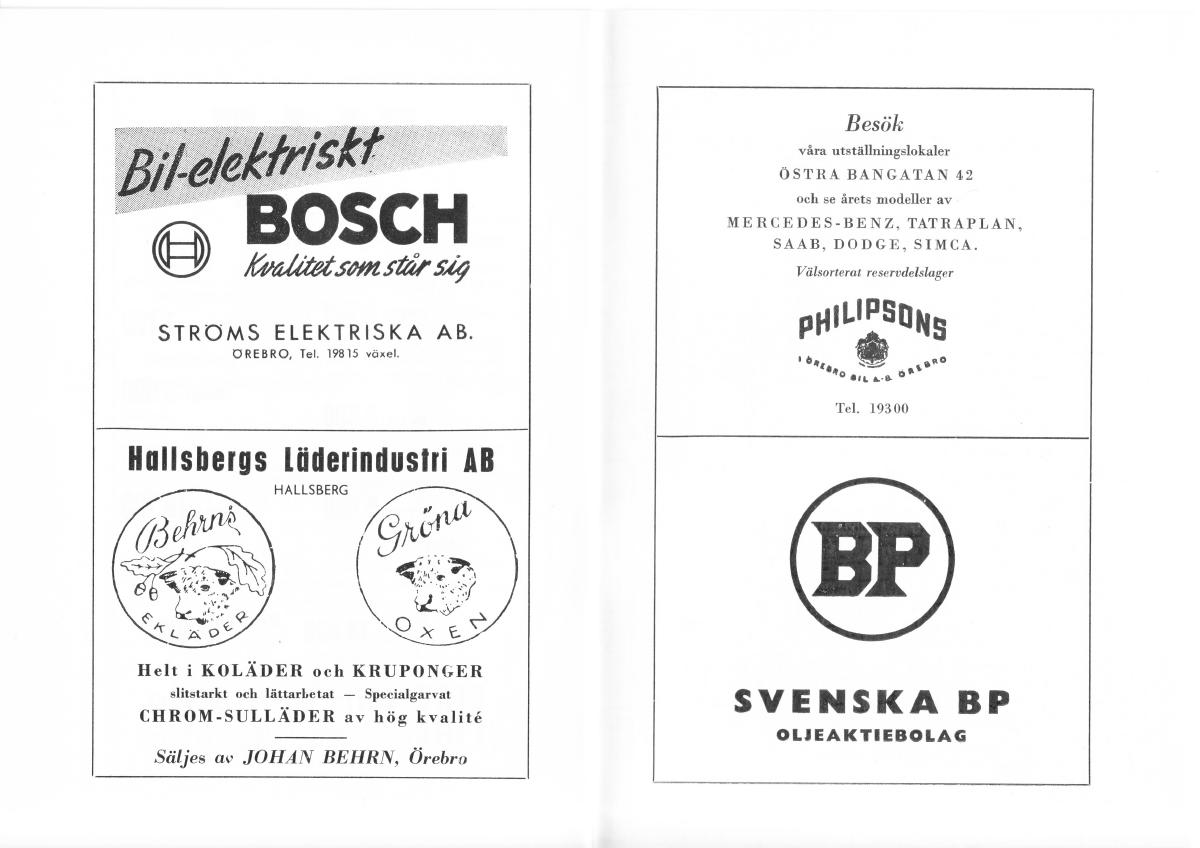 Bil-elektriskt
BOSCH
Kvalitet som står sig
STRÖMS ELEKTRISKA AB.
ÖREBRO, Tel. 19815 växel.
Hallsbergs Läderindustri AB
HALLSBERG
Behrns
EKLÄDER
Gröna
OXEN
Helt i KOLÄDER och KRUPONGER
slitstarkt och lättarbetat — Specialgarvat
CHROM-SULLÄDER av hög kvalité
Säljes av JOHAN BEHRN, Örebro
Besök
våra utställningslokaler
ÖSTRA BANGATAN 42
och se årets modeller av
MERCEDES-BENZ, TATRAPLAN,
SAAB, DODGE, SIMCA.
Välsorterat reservdelslager
PHILIPSONS
I ÖREBRO BIL A.-B. ÖREBRO
Tel. 19300
BP
SVENSKA BP
OLJEAKTIEBOLAG